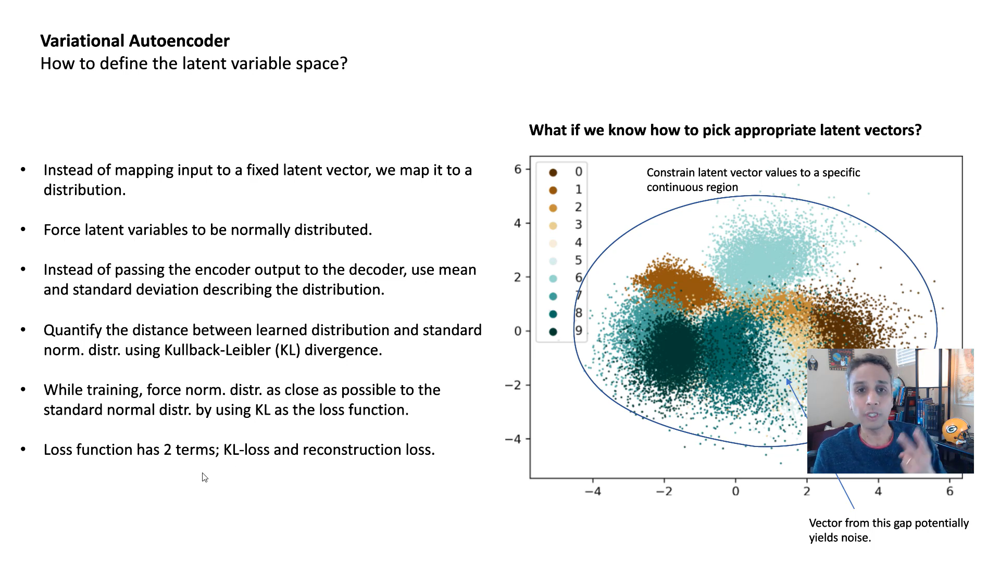 Variational Autoencoder
How to define the latent variable space?
What if we know how to pick appropriate latent vectors?
• Instead of mapping input to a fixed latent vector, we map it to a
distribution.
• Force latent variables to be normally distributed.
• Instead of passing the encoder output to the decoder, use mean
and standard deviation describing the distribution.
• Quantify the distance between learned distribution and standard
norm. distr. using Kullback-Leibler (KL) divergence.
• While training, force norm. distr. as close as possible to the
standard normal distr. by using KL as the loss function.
• Loss function has 2 terms; KL-loss and reconstruction loss.
Constrain latent vector values to a specific
continuous region
0
1
2
3
4
5
6
7
8
9
6
4
2
0
−2
−4
−4 −2 0 2 4 6
G
Vector from this gap potentially
yields noise.